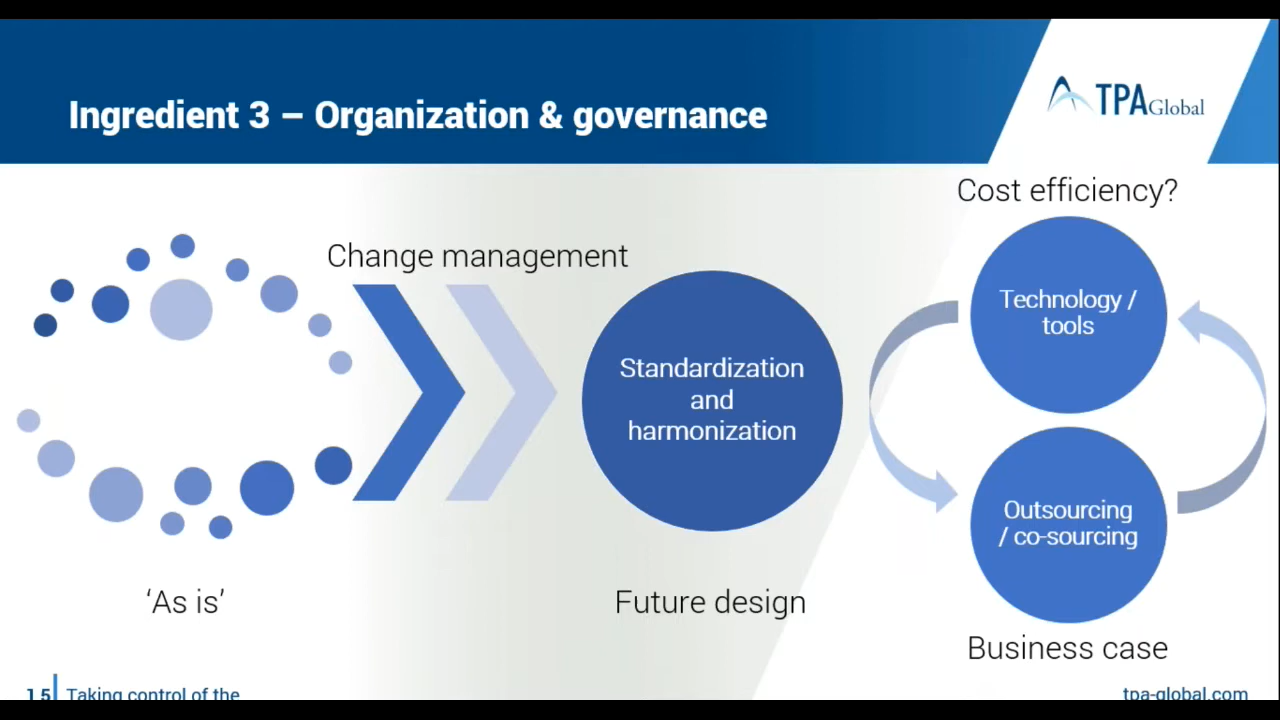 Ingredient 3 – Organization & governance
TPA Global
Cost efficiency?
Change management
Technology /
tools
Standardization
and
harmonization
Outsourcing
/ co-sourcing
'As is'
Future design
Business case
15 Taking control of the
tpa-global.com